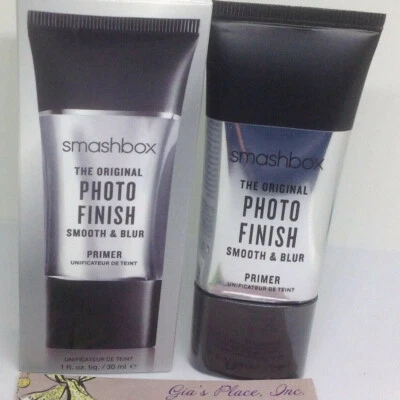 smashbox
THE ORIGINAL
PHOTO
FINISH
SMOOTH & BLUR
PRIMER
UNIFICATEUR DE TEINT
UNIFICATEUR DE TEINT
1 fl. oz. liq. / 30 ml ℮
smashbox
THE ORIGINAL
PHOTO
FINISH
SMOOTH & BLUR
PRIMER
UNIFICATEUR DE TEINT
Gia's Place, Inc.